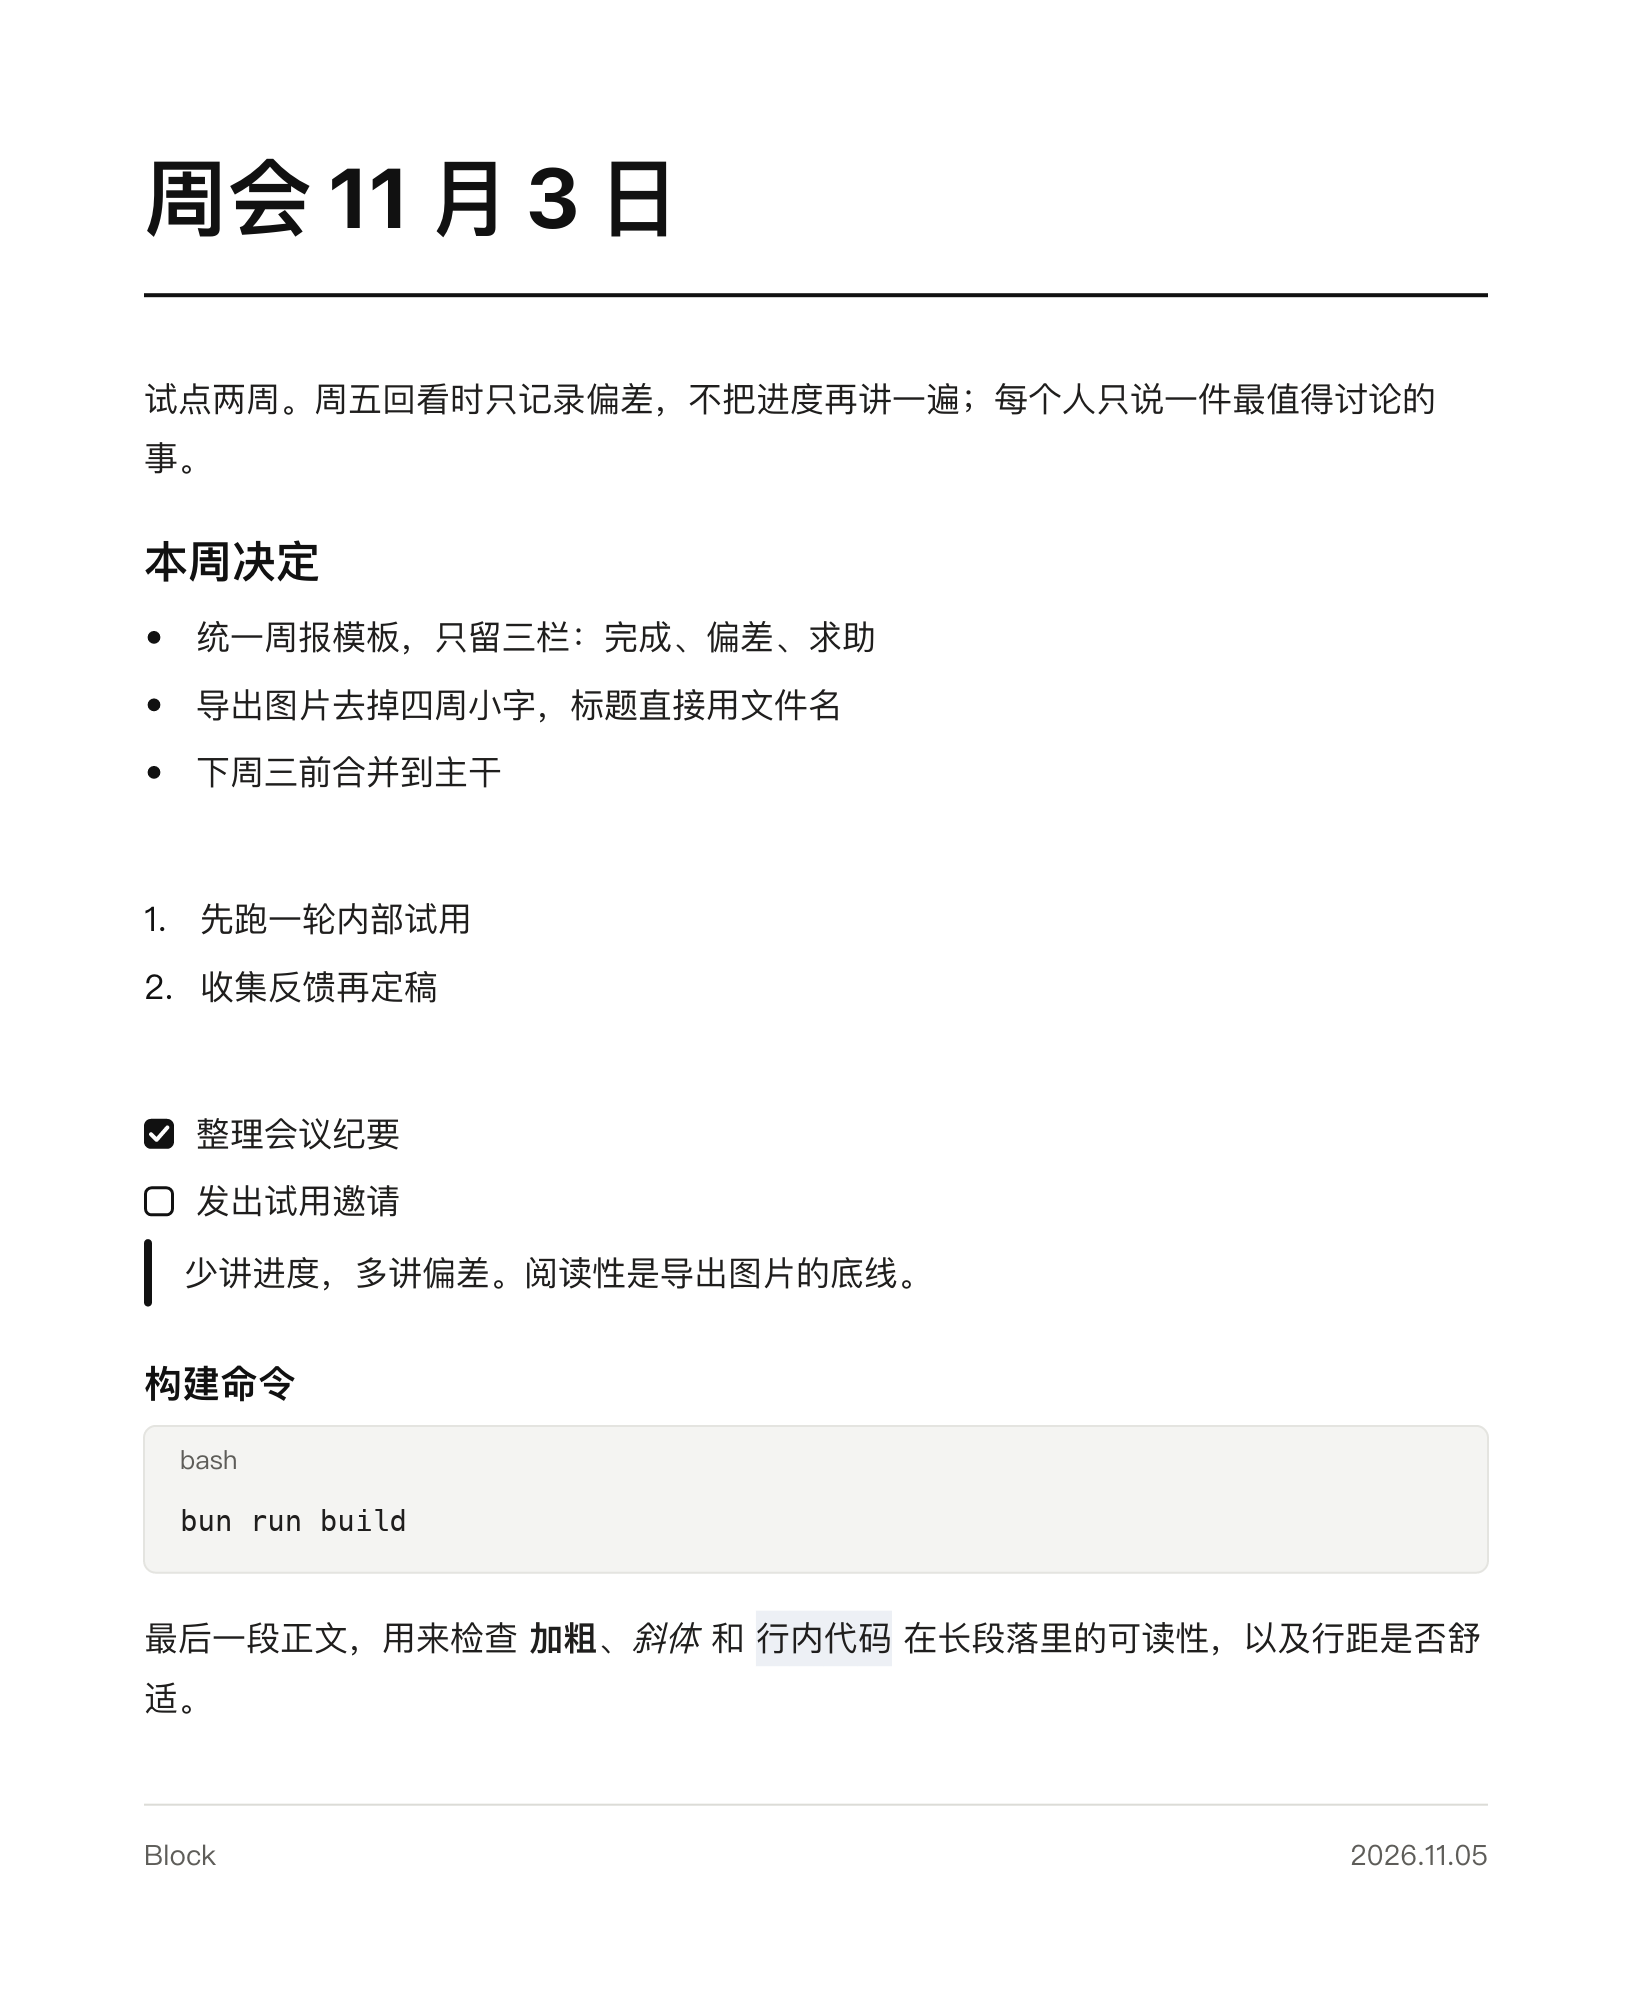 周会 11 月 3 日
试点两周。周五回看时只记录偏差，不把进度再讲一遍；每个人只说一件最值得讨论的
事。
本周决定
• 统一周报模板，只留三栏：完成、偏差、求助
• 导出图片去掉四周小字，标题直接用文件名
• 下周三前合并到主干
1. 先跑一轮内部试用
2. 收集反馈再定稿
整理会议纪要
发出试用邀请
少讲进度，多讲偏差。阅读性是导出图片的底线。
构建命令
bash
bun run build
最后一段正文，用来检查 加粗、斜体 和 行内代码 在长段落里的可读性，以及行距是否舒
适。
Block
2026.11.05